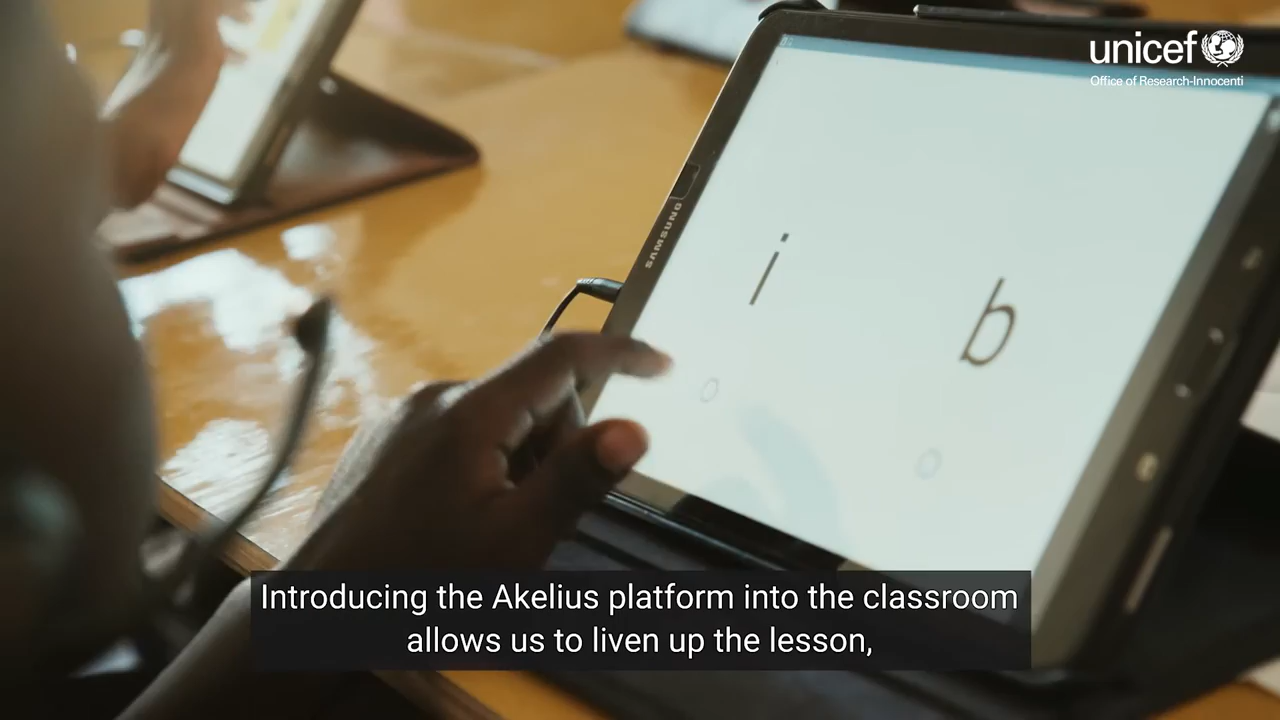 unicef
Office of Research-Innocenti
SAMSUNG
i
b
Introducing the Akelius platform into the classroom
allows us to liven up the lesson,